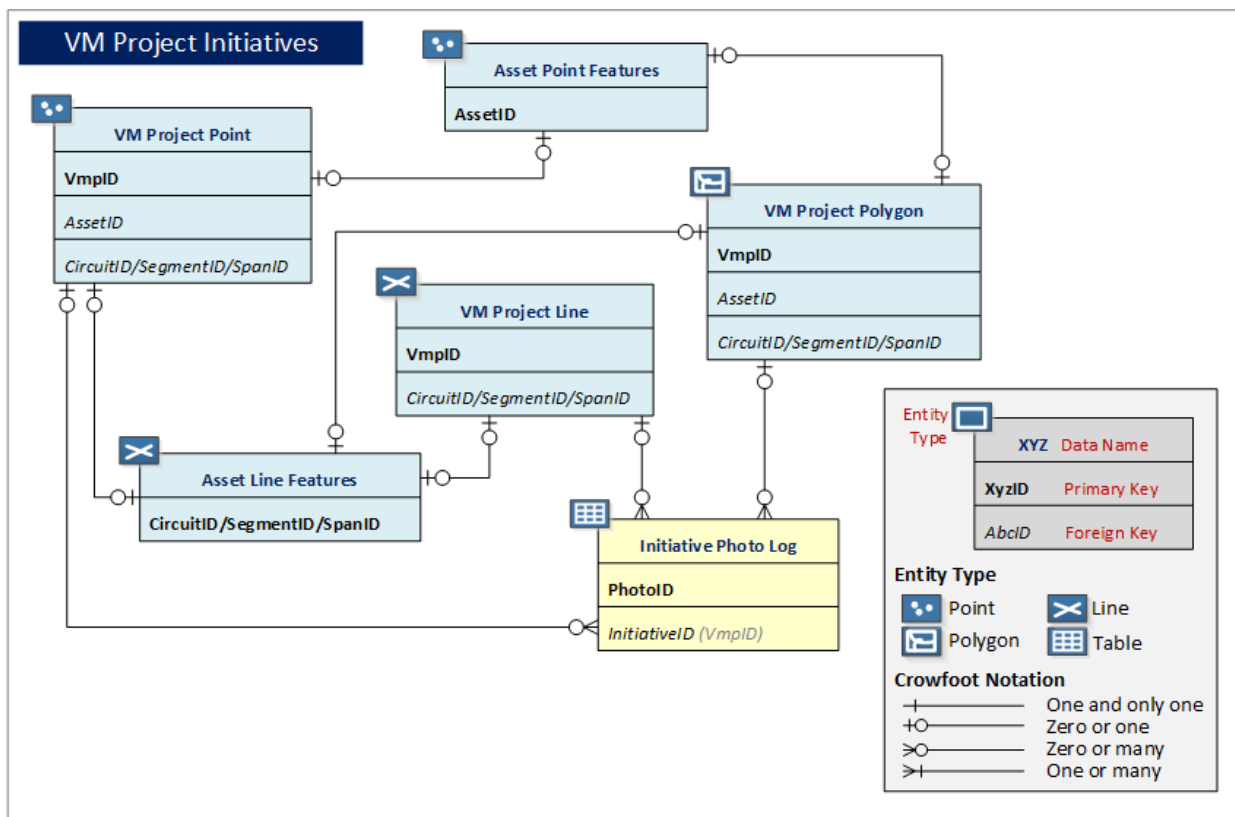 VM Project Initiatives
Asset Point Features
AssetID
VM Project Point
VmpID
AssetID
CircuitID/SegmentID/SpanID
VM Project Polygon
VmpID
AssetID
CircuitID/SegmentID/SpanID
VM Project Line
VmpID
CircuitID/SegmentID/SpanID
Asset Line Features
CircuitID/SegmentID/SpanID
Initiative Photo Log
PhotoID
InitiativeID (VmpID)
Entity
Type
XYZ Data Name
XyzID Primary Key
AbcID Foreign Key
Entity Type
Point
Line
Polygon
Table
Crowfoot Notation
One and only one
Zero or one
Zero or many
One or many